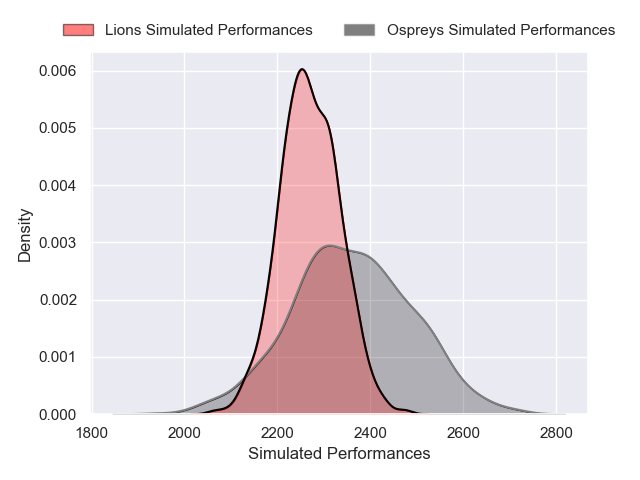 Lions Simulated Performances
Ospreys Simulated Performances
0.006
0.005
0.004
0.003
0.002
0.001
0.000
Density
1800 2000 2200 2400 2600 2800
Simulated Performances